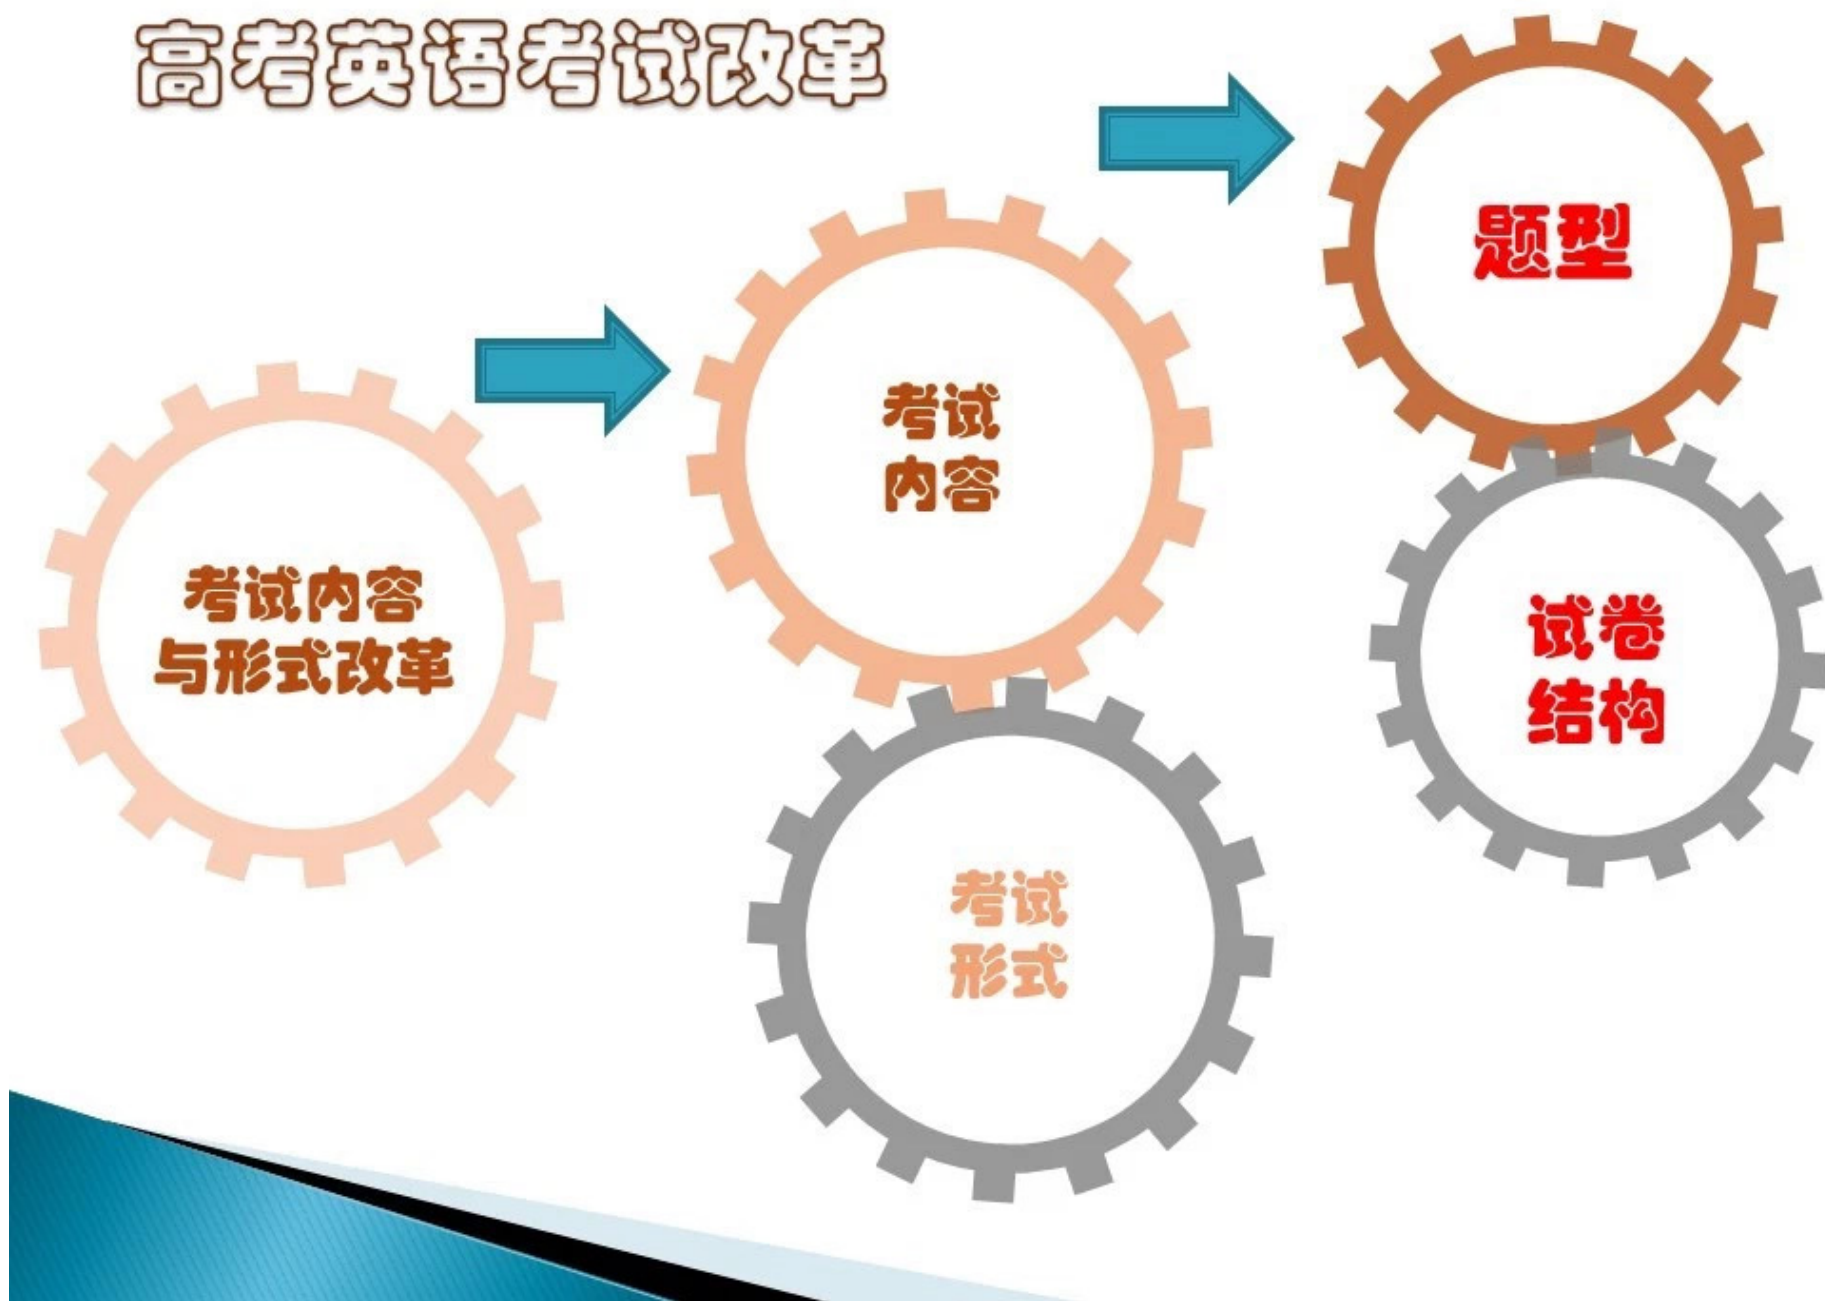 高考英语考试改革
考试内容
与形式改革
考试
内容
考试
形式
题型
试卷
结构